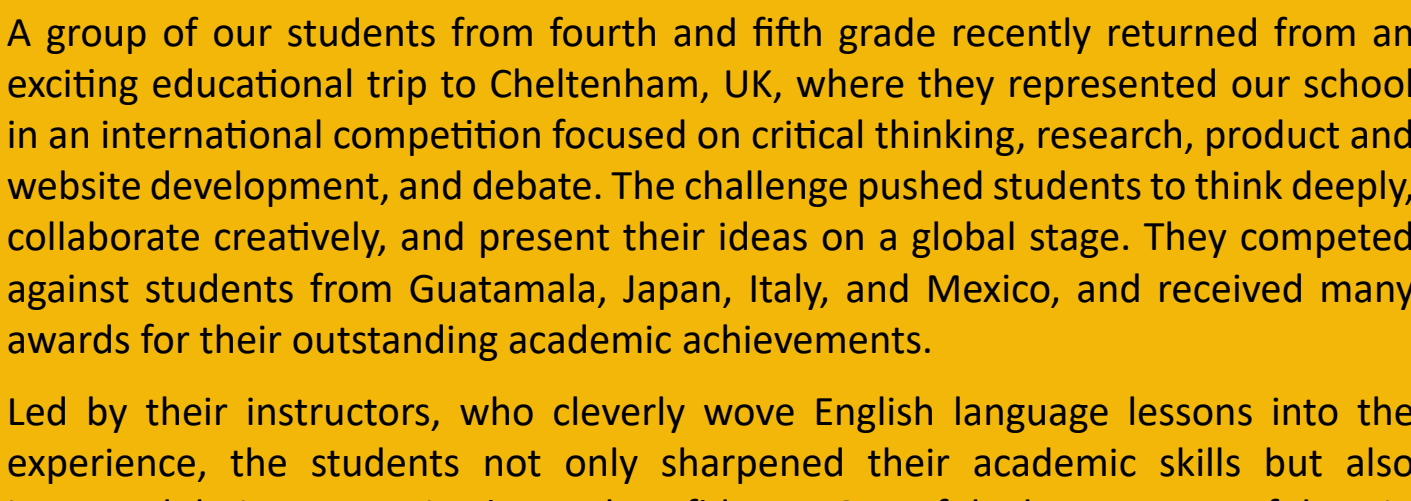 A group of our students from fourth and fifth grade recently returned from an
exciting educational trip to Cheltenham, UK, where they represented our school
in an international competition focused on critical thinking, research, product and
website development, and debate. The challenge pushed students to think deeply,
collaborate creatively, and present their ideas on a global stage. They competed
against students from Guatamala, Japan, Italy, and Mexico, and received many
awards for their outstanding academic achievements.
Led by their instructors, who cleverly wove English language lessons into the
experience, the students not only sharpened their academic skills but also